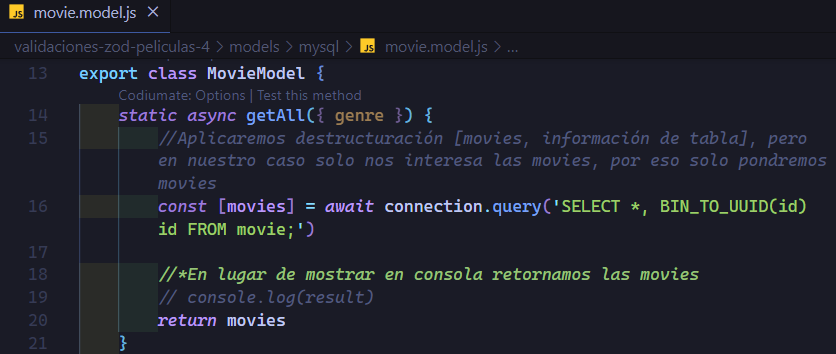 JS movie.model.js ×
validaciones-zod-peliculas-4 > models > mysql > JS movie.model.js > ...
13 export class MovieModel {
Codiumate: Options | Test this method
14 static async getAll({ genre }) {
15 //Aplicaremos destructuración [movies, información de tabla], pero
en nuestro caso solo nos interesa las movies, por eso solo pondremos
movies
16 const [movies] = await connection.query('SELECT *, BIN_TO_UUID(id)
id FROM movie;')
17
18 //*En lugar de mostrar en consola retornamos las movies
19 // console.log(result)
20 return movies
21 }